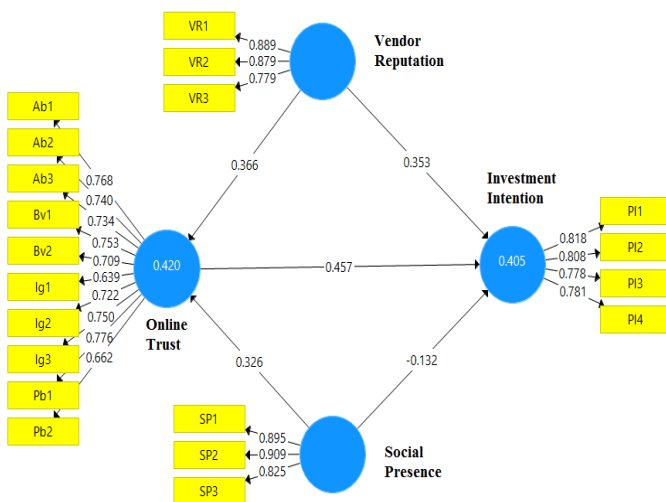 VR1
VR2
VR3
0.889
0.879
0.779
Vendor
Reputation
Ab1
Ab2
Ab3
Bv1
Bv2
Ig1
Ig2
Ig3
Pb1
Pb2
0.768
0.740
0.734
0.753
0.709
0.639
0.722
0.750
0.776
0.662
0.366
0.353
Investment
Intention
0.420
0.457
0.405
0.818
0.808
0.778
0.781
PI1
PI2
PI3
PI4
Online
Trust
0.326
-0.132
SP1
SP2
SP3
0.895
0.909
0.825
Social
Presence